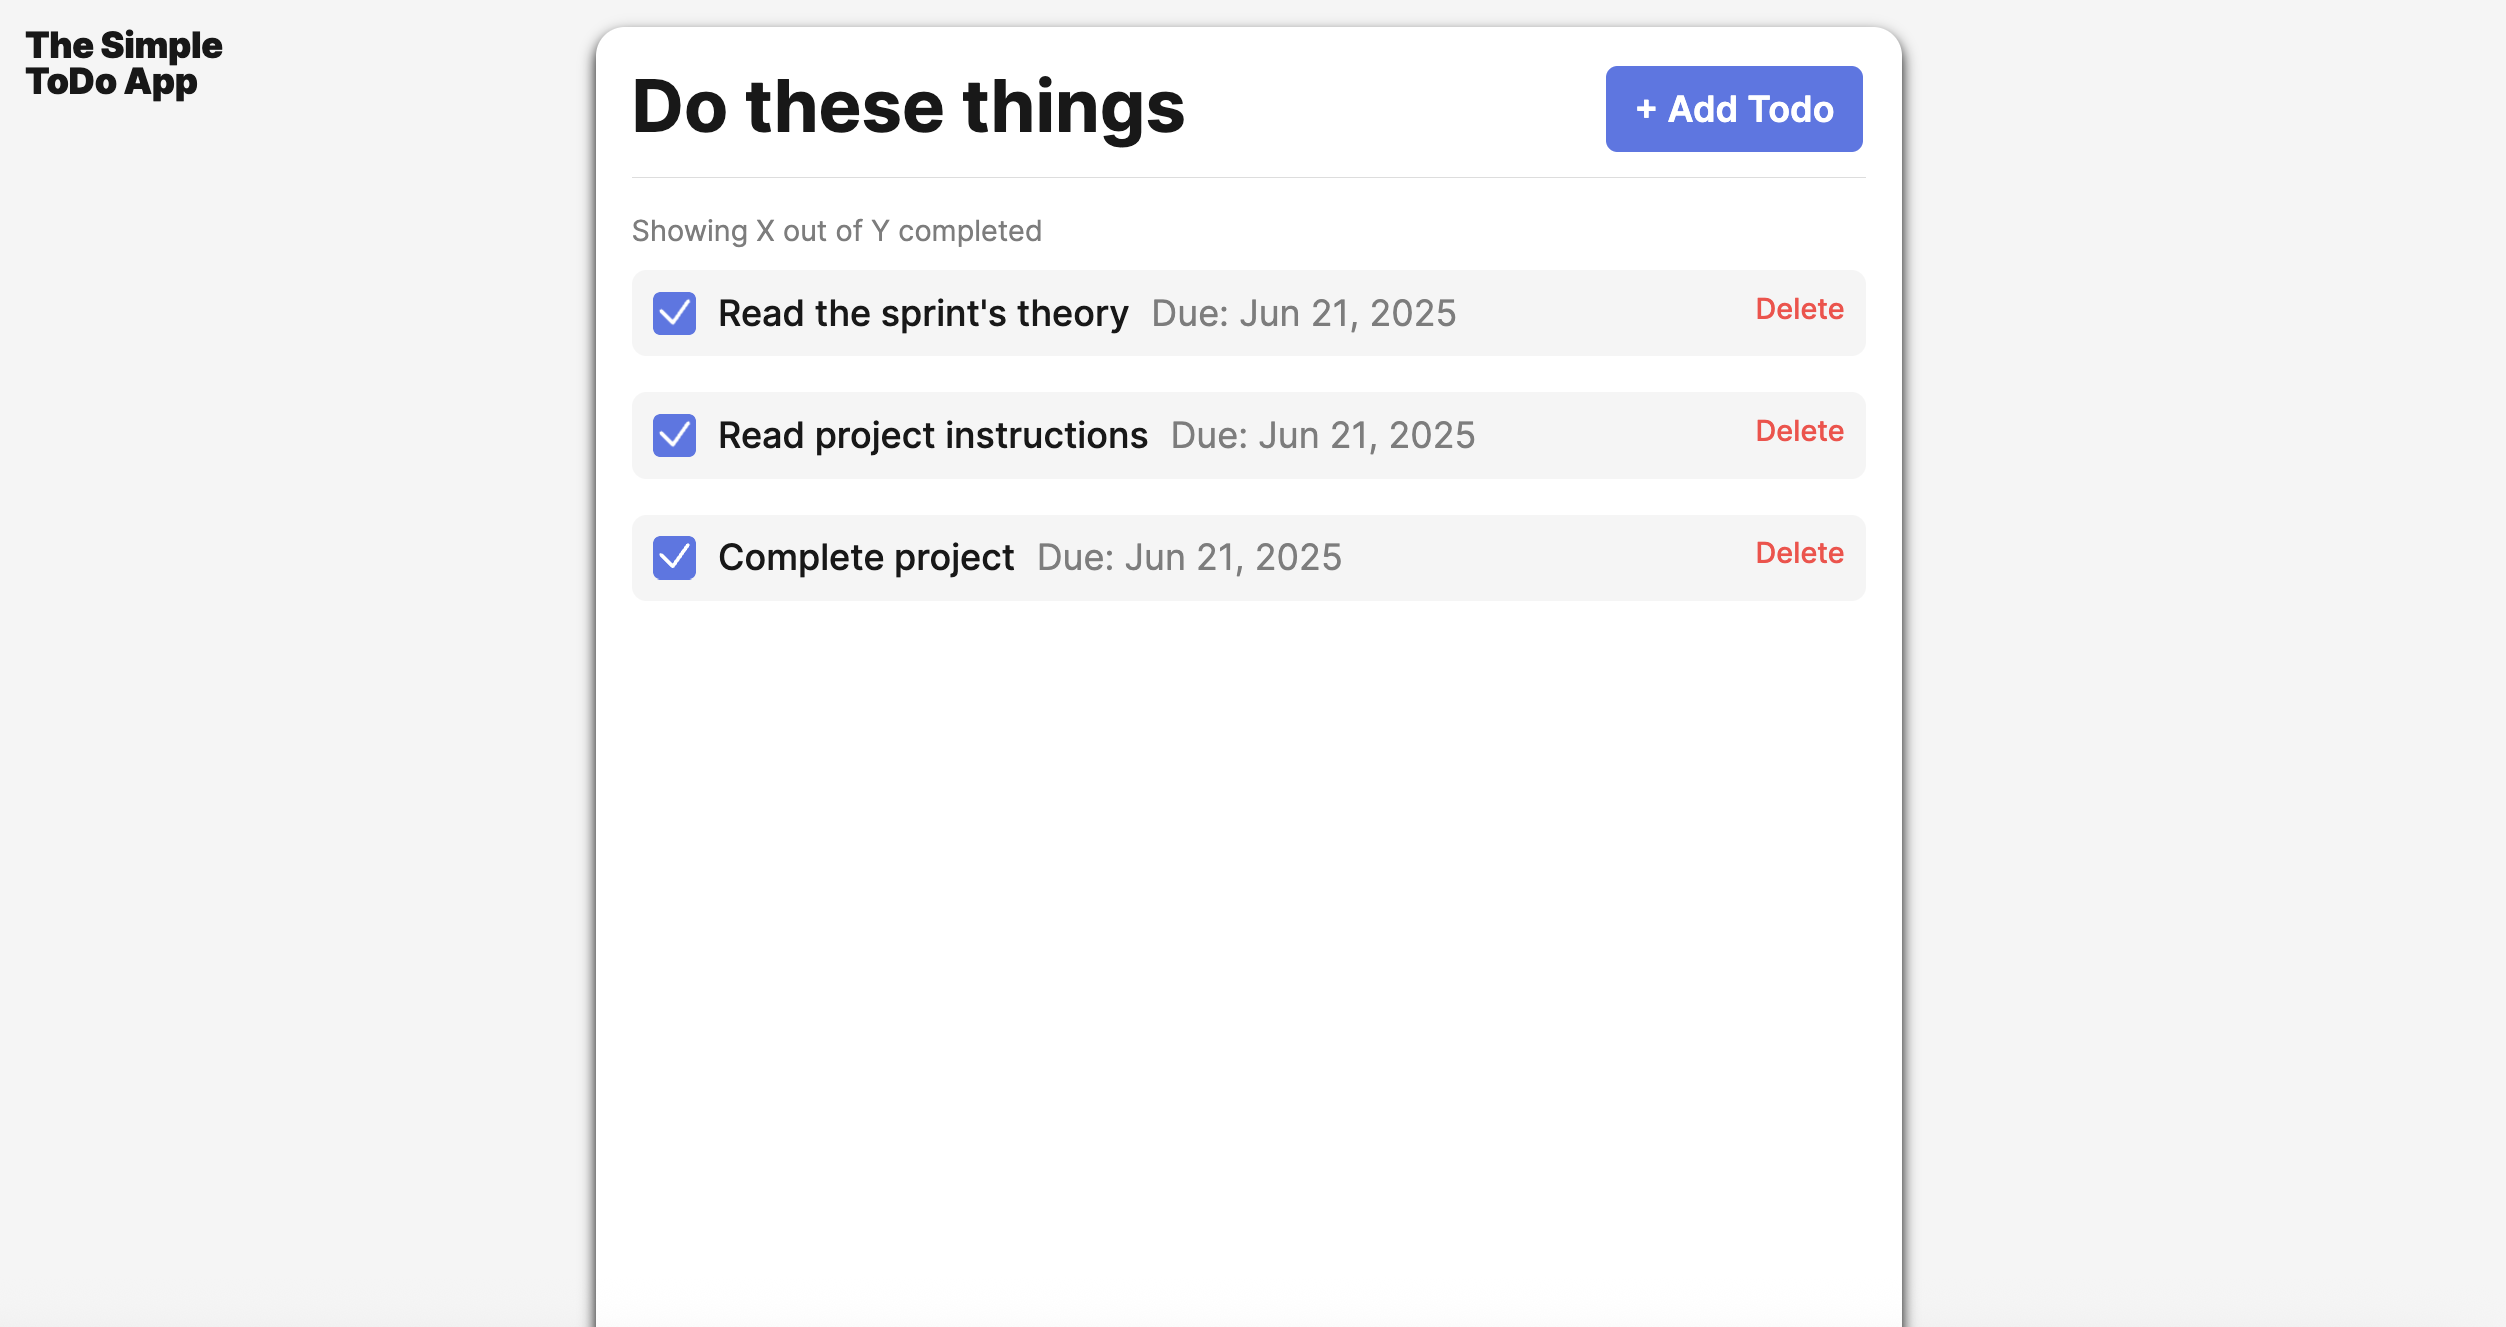 The Simple
ToDo App
Do these things
+ Add Todo
Showing X out of Y completed
Read the sprint's theory Due: Jun 21, 2025 Delete
Read project instructions Due: Jun 21, 2025 Delete
Complete project Due: Jun 21, 2025 Delete